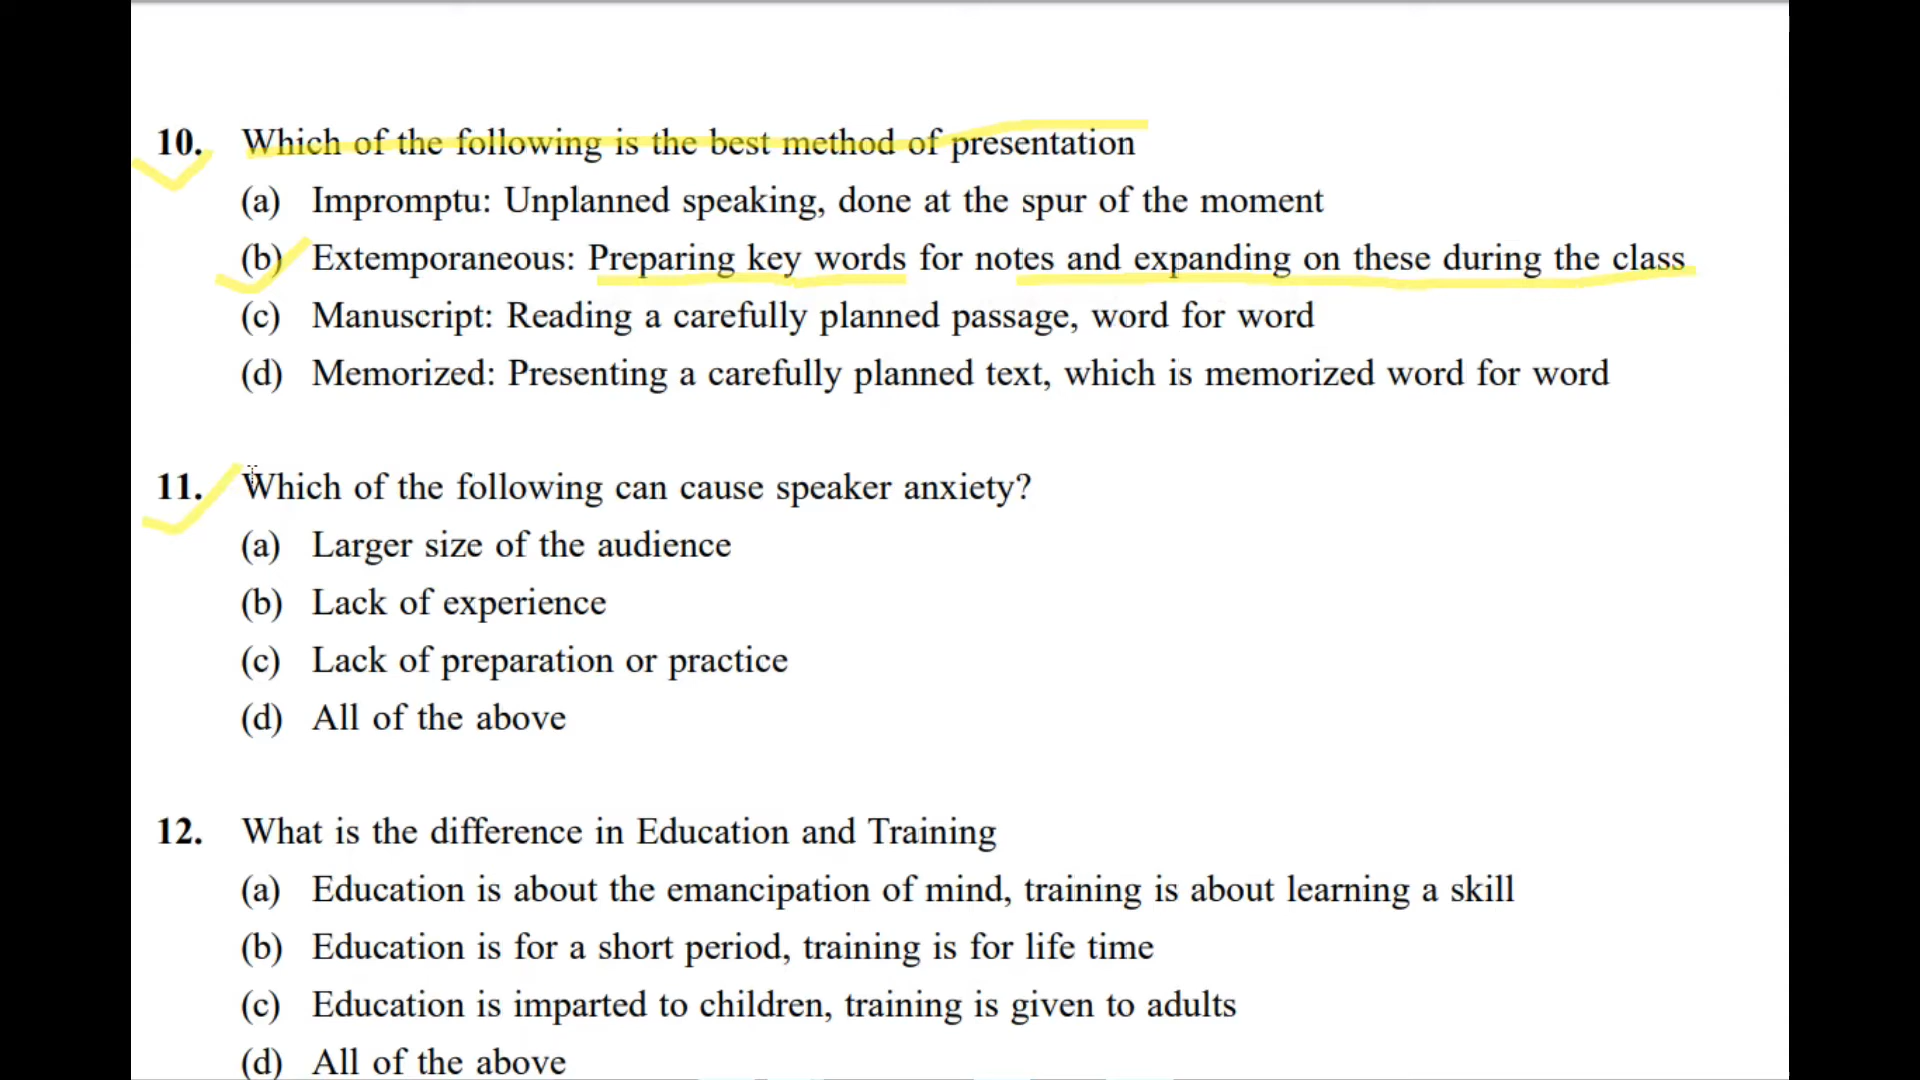 10. Which of the following is the best method of presentation
(a) Impromptu: Unplanned speaking, done at the spur of the moment
(b) Extemporaneous: Preparing key words for notes and expanding on these during the class
(c) Manuscript: Reading a carefully planned passage, word for word
(d) Memorized: Presenting a carefully planned text, which is memorized word for word
11. Which of the following can cause speaker anxiety?
(a) Larger size of the audience
(b) Lack of experience
(c) Lack of preparation or practice
(d) All of the above
12. What is the difference in Education and Training
(a) Education is about the emancipation of mind, training is about learning a skill
(b) Education is for a short period, training is for life time
(c) Education is imparted to children, training is given to adults
(d) All of the above